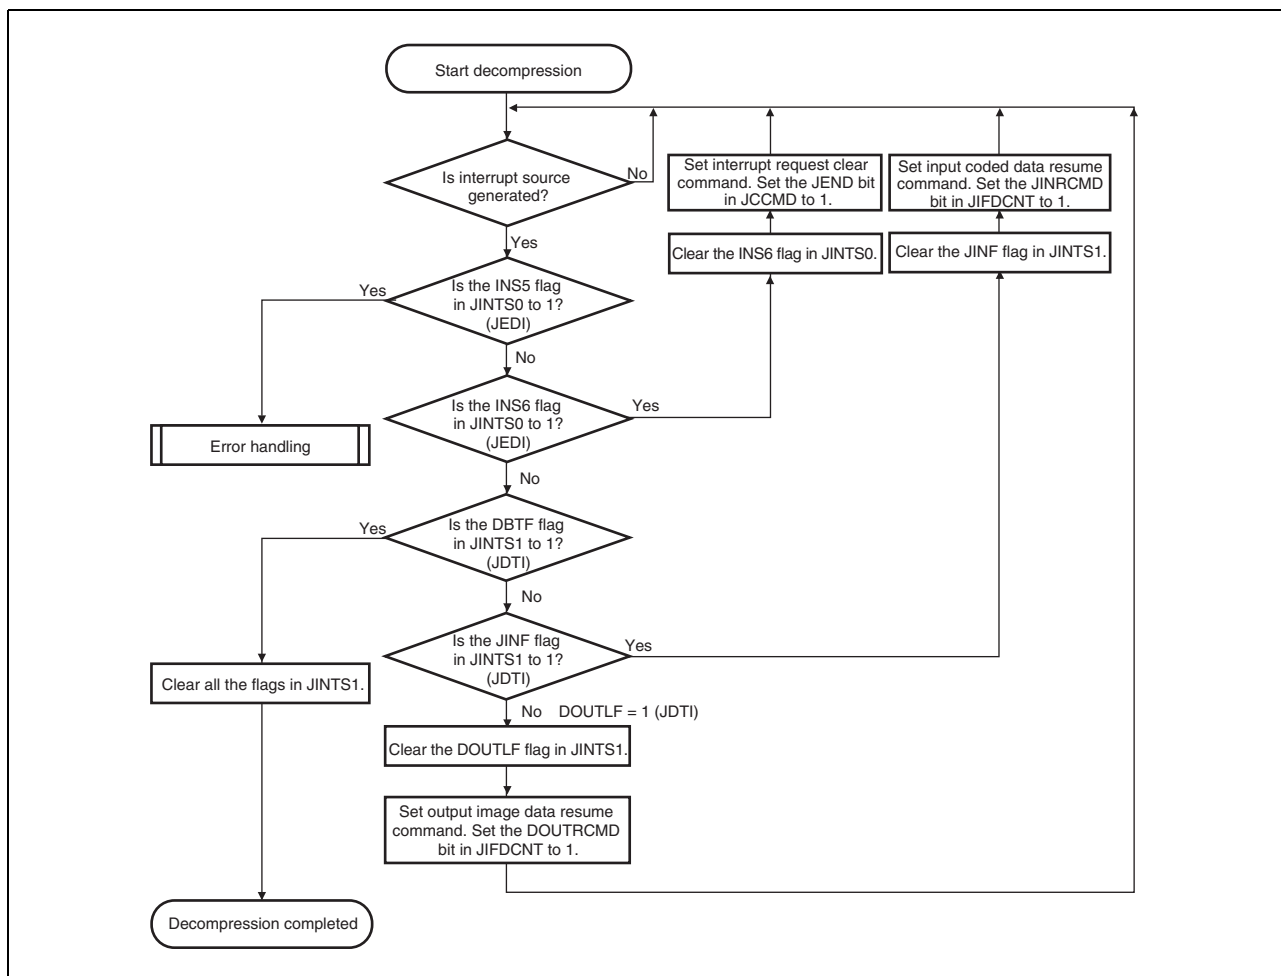 Start decompression
Is interrupt source
generated?
No
Set interrupt request clear
command. Set the JEND bit
in JCCMD to 1.
Set input coded data resume
command. Set the JINRCMD
bit in JIFDCNT to 1.
Yes
Clear the INS6 flag in JINTS0.
Clear the JINF flag in JINTS1.
Yes
Is the INS5 flag
in JINTS0 to 1?
(JEDI)
No
Is the INS6 flag
in JINTS0 to 1?
(JEDI)
Yes
Error handling
No
Yes
Is the DBTF flag
in JINTS1 to 1?
(JDTI)
No
Is the JINF flag
in JINTS1 to 1?
(JDTI)
Yes
Clear all the flags in JINTS1.
No DOUTLF = 1 (JDTI)
Clear the DOUTLF flag in JINTS1.
Set output image data resume
command. Set the DOUTRCMD
bit in JIFDCNT to 1.
Decompression completed